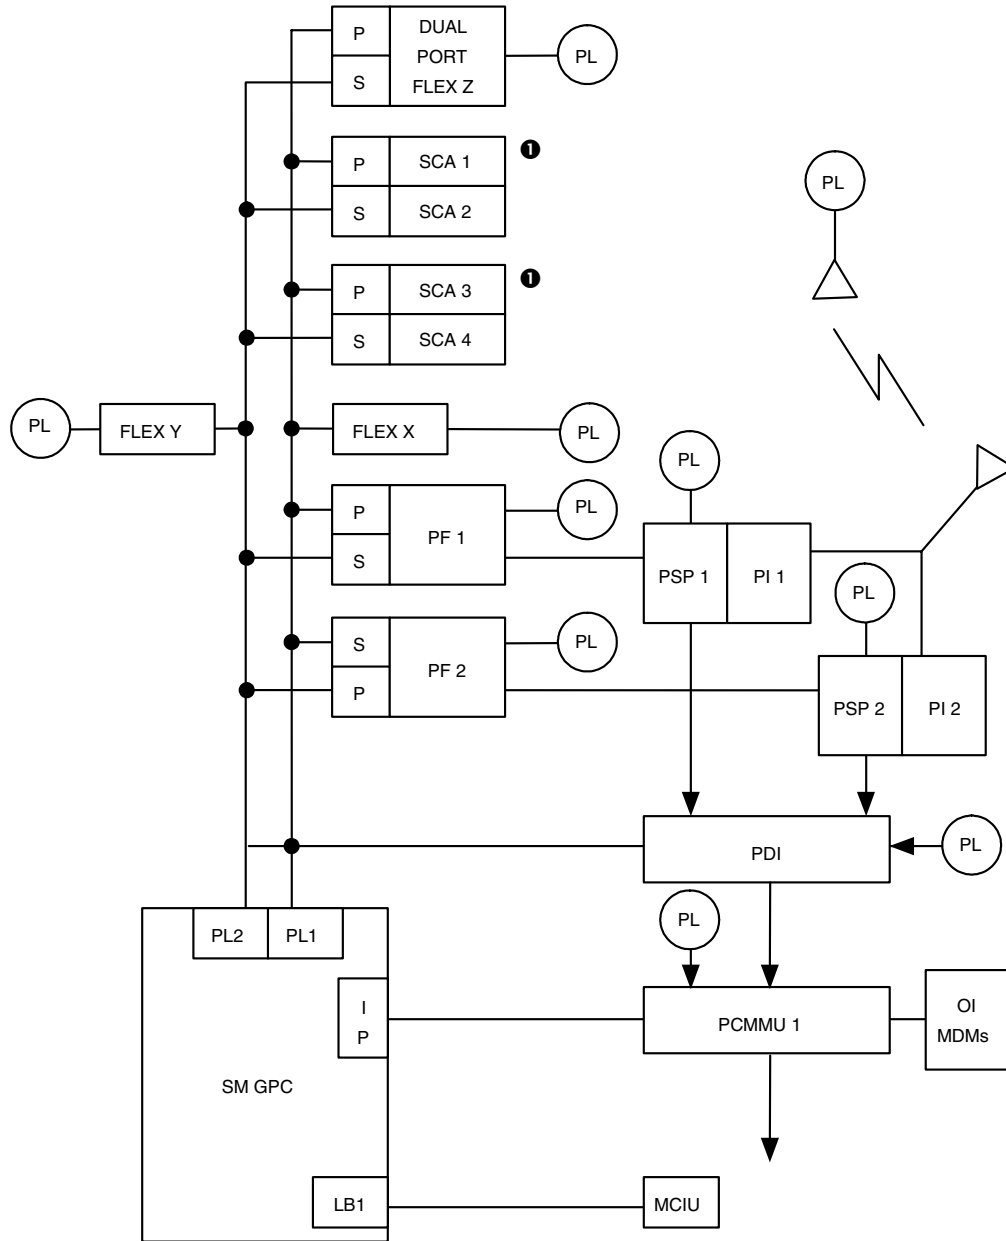 P
DUAL
PORT
FLEX Z
S
PL
P
SCA 1
❶
S
SCA 2
PL
P
SCA 3
❶
S
SCA 4
PL
FLEX Y
FLEX X
PL
PL
P
PF 1
S
PL
PSP 1
PI 1
PL
S
PF 2
P
PL
PSP 2
PI 2
PDI
PL
PL2
PL1
PL
I
P
PCMMU 1
OI
MDMs
SM GPC
LB1
MCIU